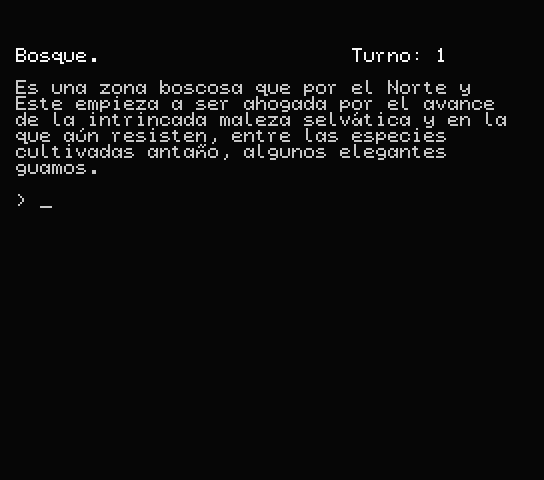 Bosque. Turno: 1
Es una zona boscosa que por el Norte y
Este empieza a ser ahogada por el avance
de la intrincada maleza selvática y en la
que aún resisten, entre las especies
cultivadas antaño, algunos elegantes
guamos.
> _